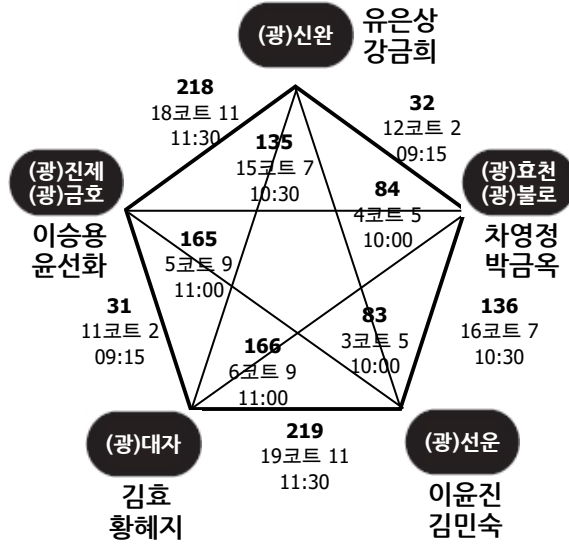 (광)신완
유은상
강금희
218
18코트 11
11:30
32
12코트 2
09:15
135
15코트 7
10:30
(광)진제
(광)금호
이승용
윤선화
84
4코트 5
10:00
(광)효천
(광)불로
차영정
박금옥
165
5코트 9
11:00
31
11코트 2
09:15
83
3코트 5
10:00
136
16코트 7
10:30
166
6코트 9
11:00
(광)대자
김효
황혜지
219
19코트 11
11:30
(광)선운
이윤진
김민숙